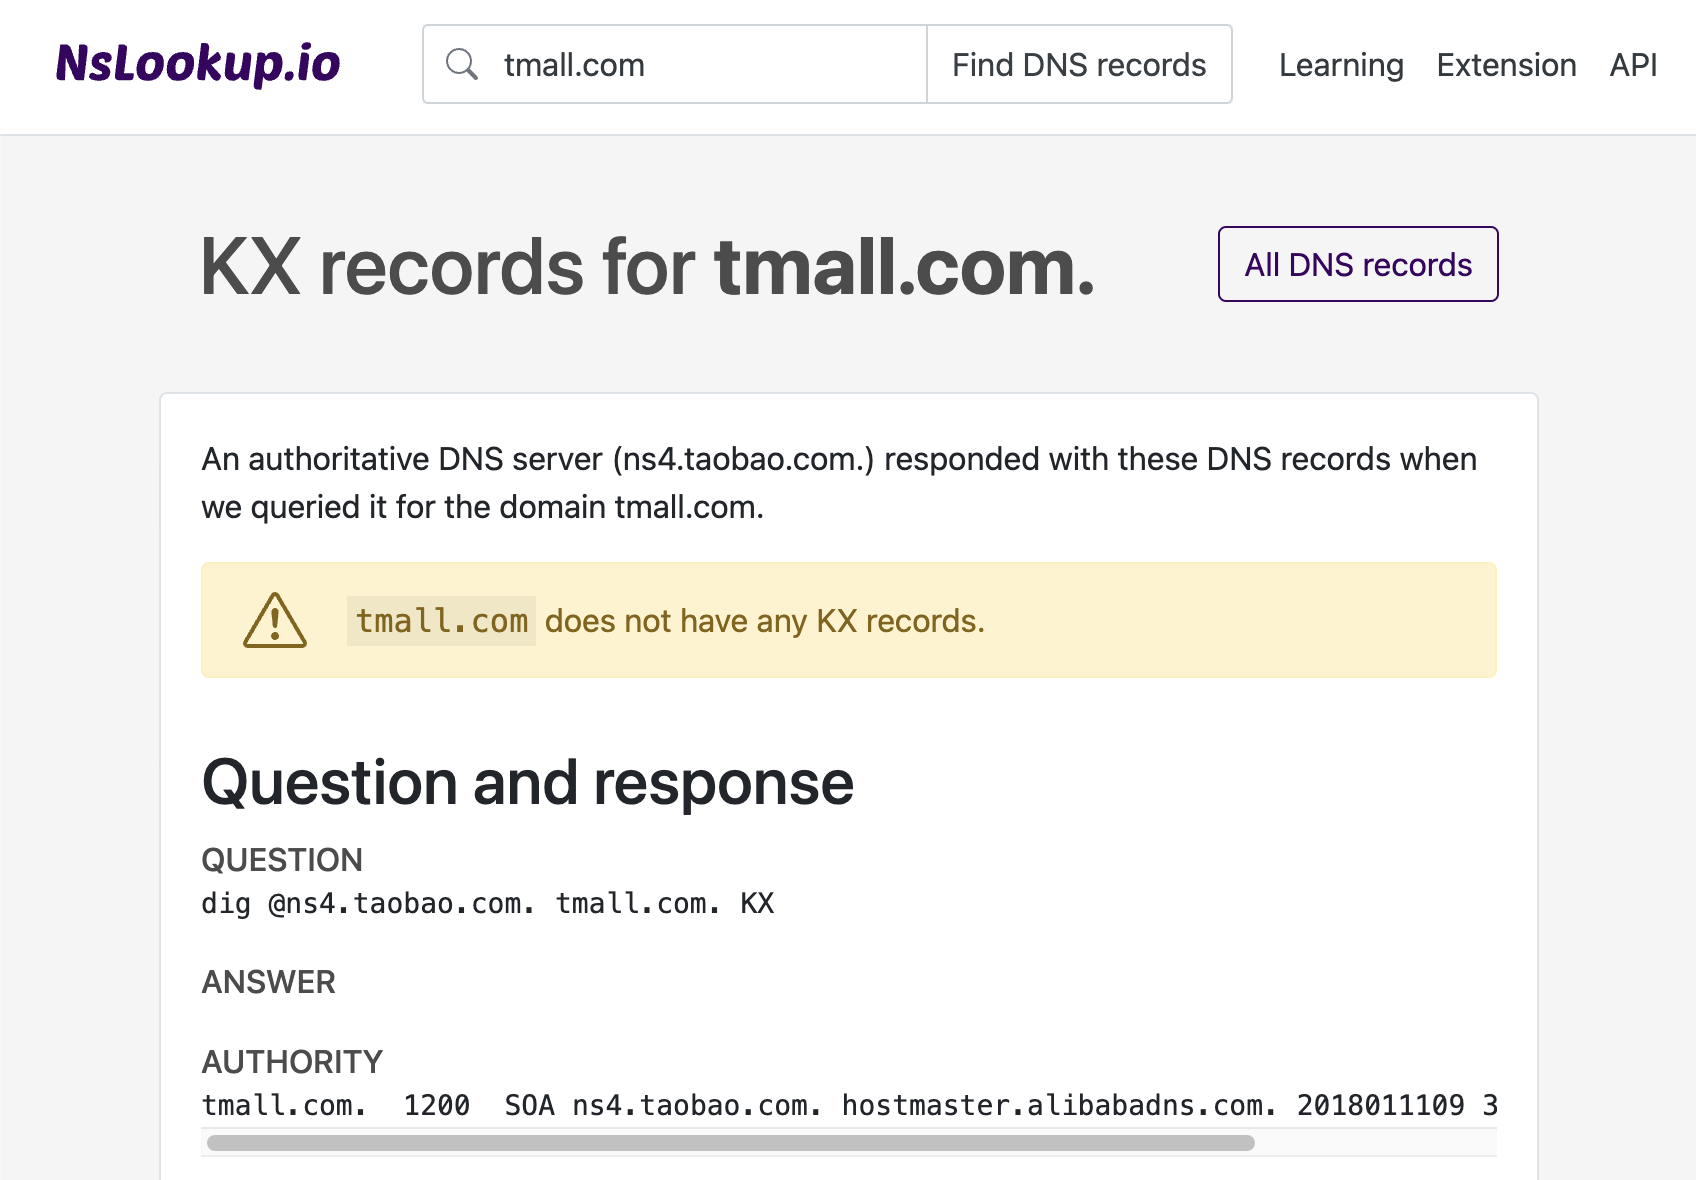 NsLookup.io
tmall.com
Find DNS records
Learning
Extension
API
KX records for tmall.com.
All DNS records
An authoritative DNS server (ns4.taobao.com.) responded with these DNS records when
we queried it for the domain tmall.com.
tmall.com does not have any KX records.
Question and response
QUESTION
dig @ns4.taobao.com. tmall.com. KX
ANSWER
AUTHORITY
tmall.com. 1200 SOA ns4.taobao.com. hostmaster.alibabadns.com. 2018011109 3